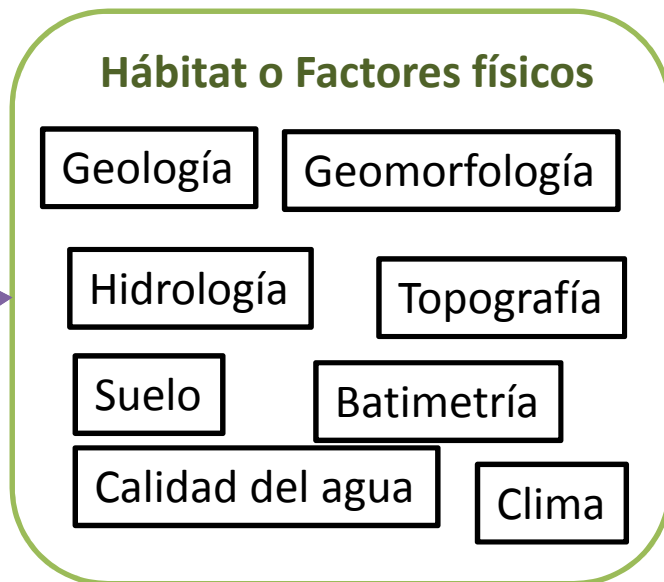 Hábitat o Factores físicos
Geología
Geomorfología
Hidrología
Topografía
Suelo
Batimetría
Calidad del agua
Clima